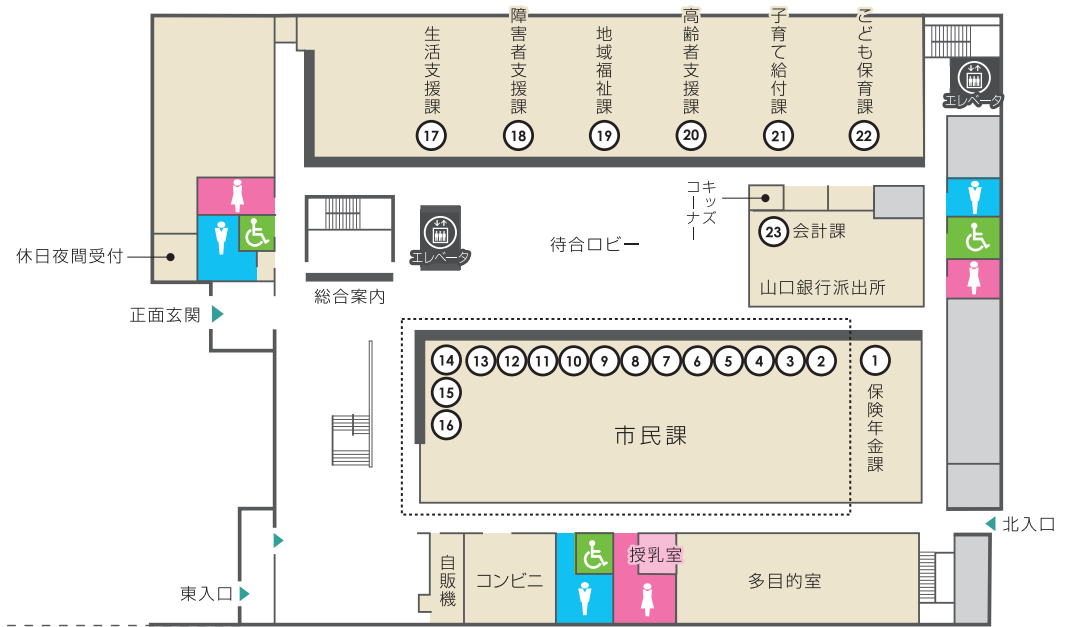 生活支援課
障害者支援課
地域福祉課
高齢者支援課
子育て給付課
こども保育課
17
18
19
20
21
22
エレベータ
キッズコーナー
23 会計課
山口銀行派出所
待合ロビー
エレベータ
休日夜間受付
総合案内
正面玄関
14
13
12
11
10
9
8
7
6
5
4
3
2
1
15
16
市民課
保険年金課
北入口
自販機
コンビニ
授乳室
多目的室
東入口